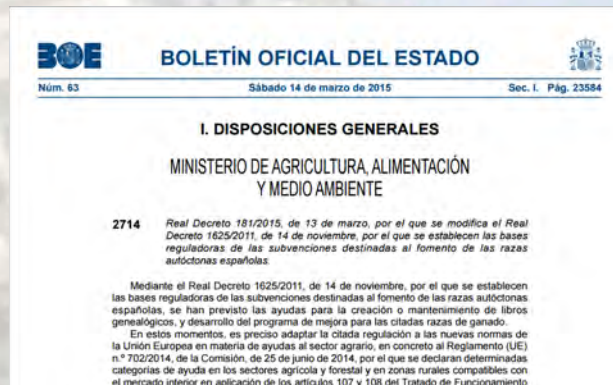 BOE
BOLETÍN OFICIAL DEL ESTADO
Núm. 63 Sábado 14 de marzo de 2015 Sec. I. Pág. 23584
I. DISPOSICIONES GENERALES
MINISTERIO DE AGRICULTURA, ALIMENTACIÓN
Y MEDIO AMBIENTE
2714 Real Decreto 181/2015, de 13 de marzo, por el que se modifica el Real
Decreto 1625/2011, de 14 de noviembre, por el que se establecen las bases
reguladoras de las subvenciones destinadas al fomento de las razas
autóctonas españolas.
Mediante el Real Decreto 1625/2011, de 14 de noviembre, por el que se establecen
las bases reguladoras de las subvenciones destinadas al fomento de las razas autóctonas
españolas, se han previsto las ayudas para la creación o mantenimiento de libros
genealógicos, y desarrollo del programa de mejora para las citadas razas de ganado.
En estos momentos, es preciso adaptar la citada regulación a las nuevas normas de
la Unión Europea en materia de ayudas al sector agrario, en concreto al Reglamento (UE)
n.º 702/2014, de la Comisión, de 25 de junio de 2014, por el que se declaran determinadas
categorías de ayuda en los sectores agrícola y forestal y en zonas rurales compatibles con
el mercado interior en aplicación de los artículos 107 y 108 del Tratado de Funcionamiento